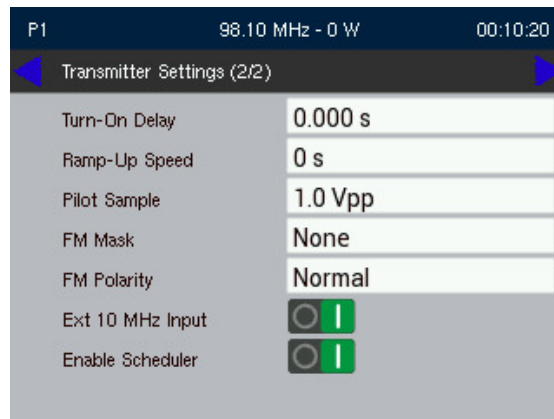 P1 98.10 MHz - 0 W 00:10:20
Transmitter Settings (2/2)
Turn-On Delay 0.000 s
Ramp-Up Speed 0 s
Pilot Sample 1.0 Vpp
FM Mask None
FM Polarity Normal
Ext 10 MHz Input
Enable Scheduler